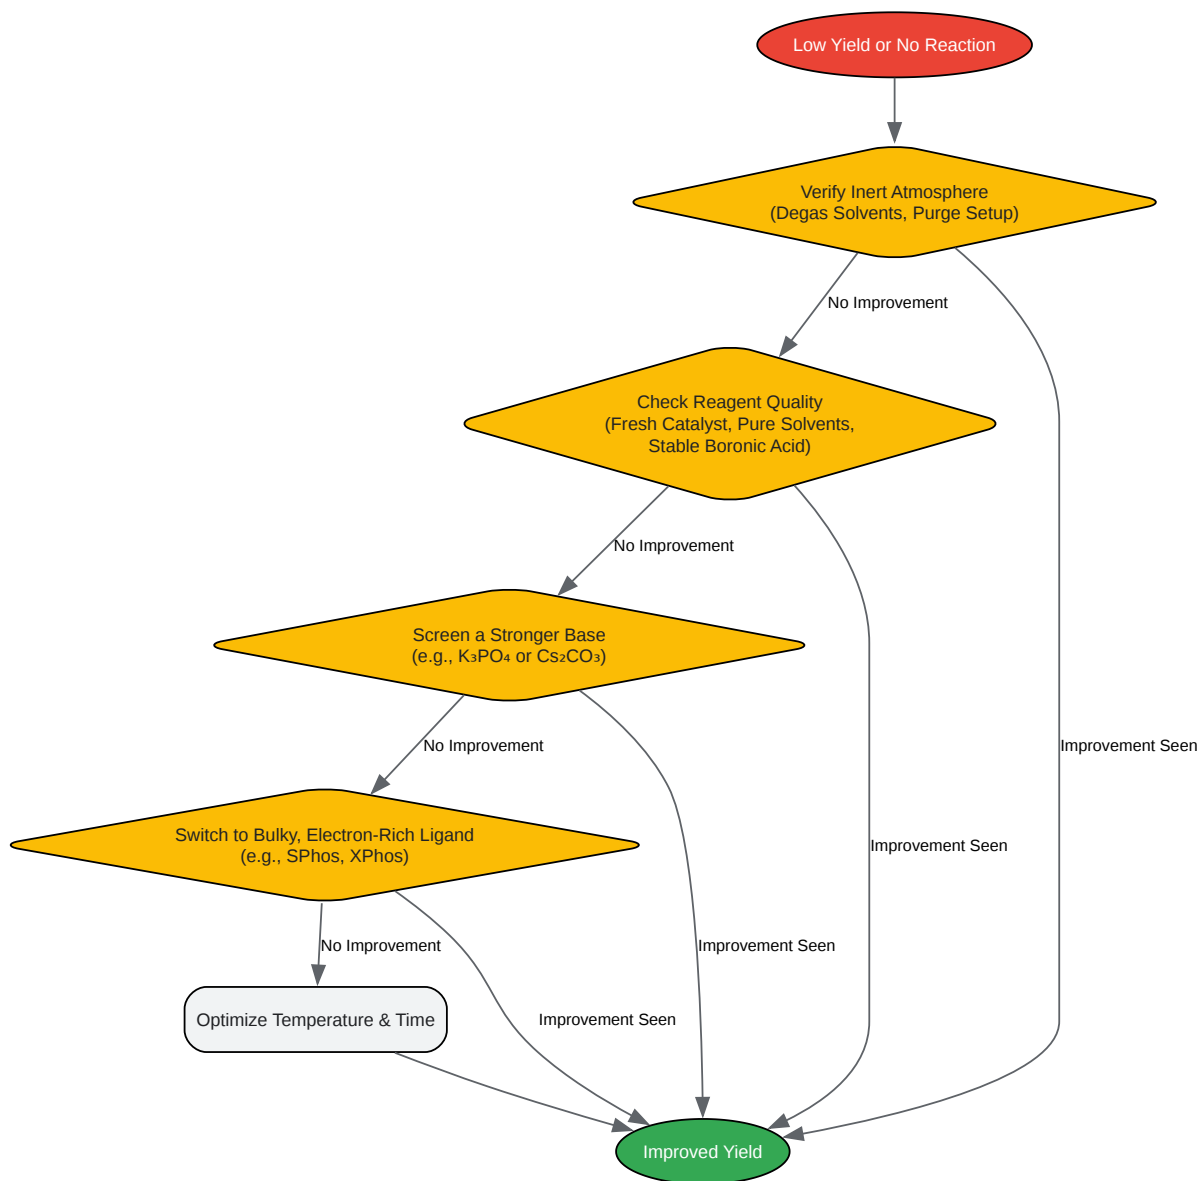 Low Yield or No Reaction
Verify Inert Atmosphere
(Degas Solvents, Purge Setup)
No Improvement
Check Reagent Quality
(Fresh Catalyst, Pure Solvents,
Stable Boronic Acid)
No Improvement
Screen a Stronger Base
(e.g., K₃PO₄ or Cs₂CO₃)
No Improvement
Improvement Seen
Switch to Bulky, Electron-Rich Ligand
(e.g., SPhos, XPhos)
Improvement Seen
No Improvement
Improvement Seen
Optimize Temperature & Time
Improvement Seen
Improved Yield